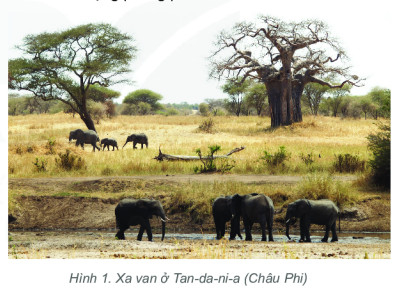 Hình 1. Xa van ở Tan-da-ni-a (Châu Phi)